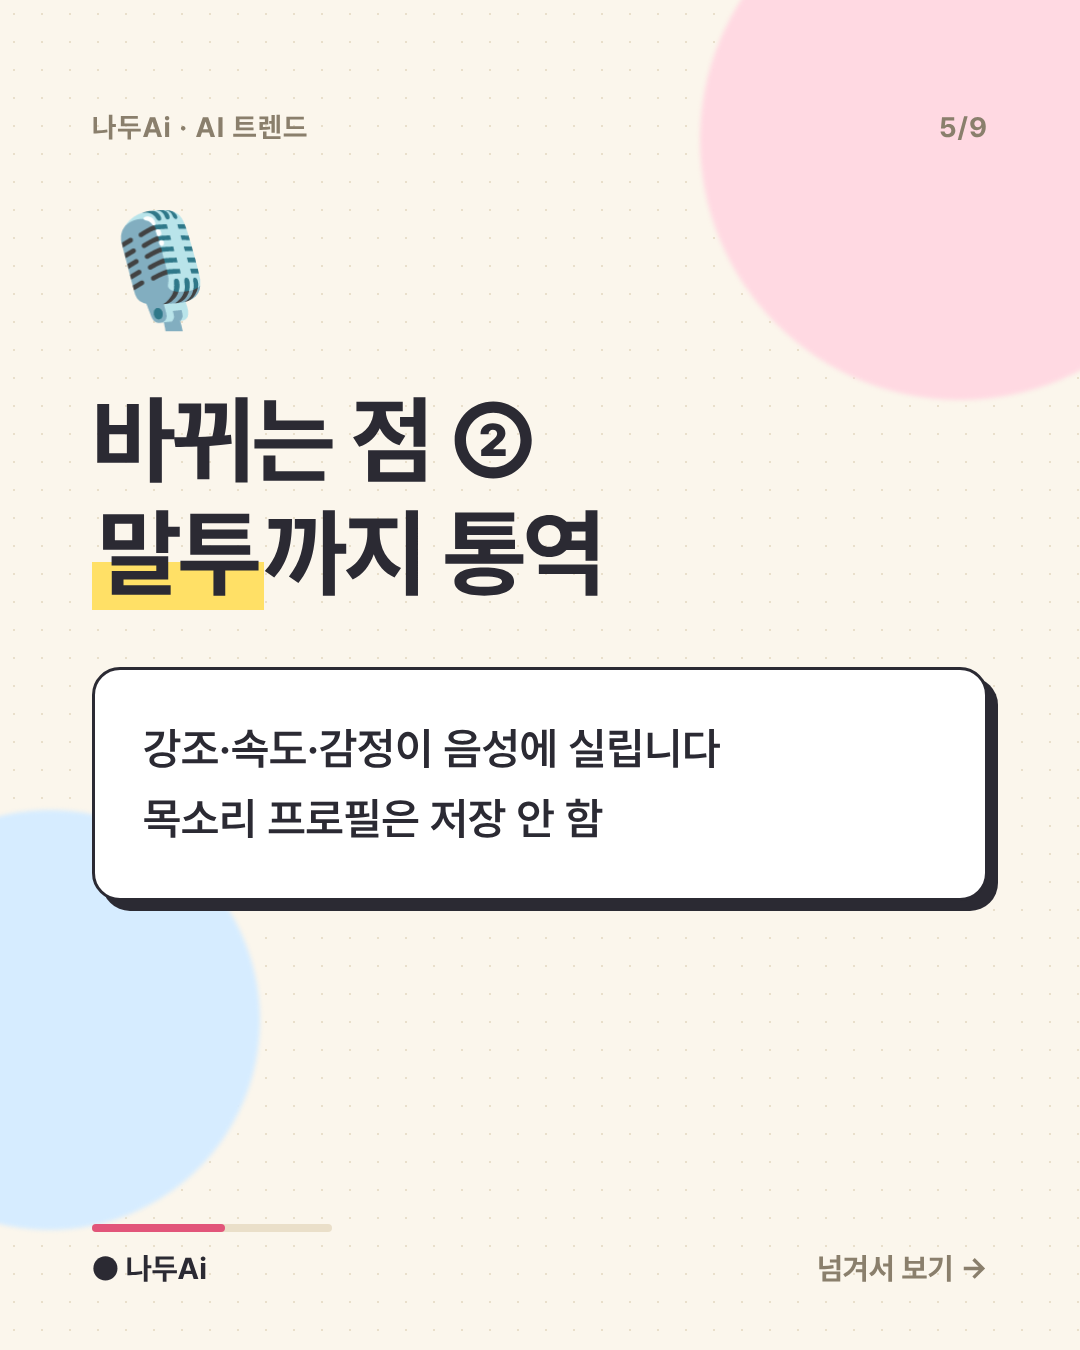 나두Ai · AI 트렌드
5/9
바뀌는 점 ②
말투까지 통역
강조·속도·감정이 음성에 실립니다
목소리 프로필은 저장 안 함
● 나두Ai
넘겨서 보기 →